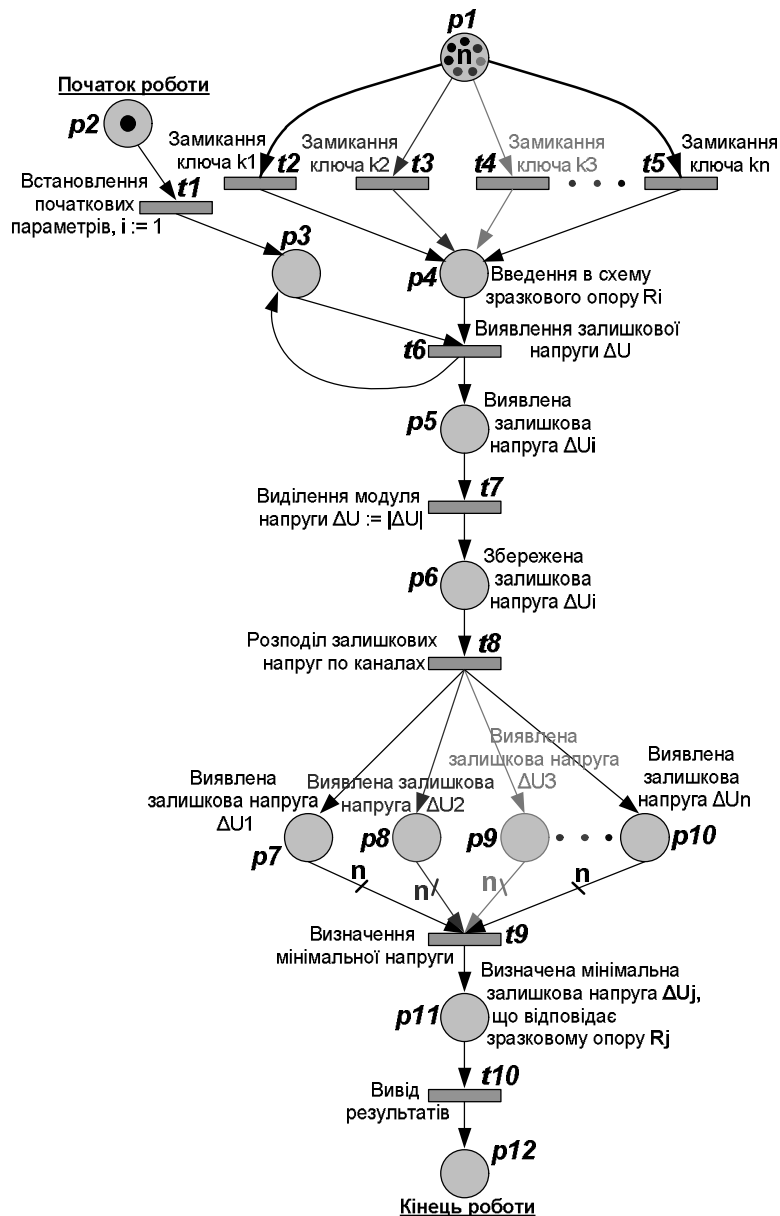 p1
n
Початок роботи
p2
Замикання
ключа k1
t2
Замикання
ключа k2
t3
Замикання
ключа k3
t4
t5
Замикання
ключа kn
Встановлення
початкових
параметрів, i := 1
t1
p3
p4
Введення в схему
зразкового опору Ri
t6
Виявлення залишкової
напруги ΔU
p5
Виявлена
залишкова
напруга ΔUi
Виділення модуля
напруги ΔU := |ΔU|
t7
p6
Збережена
залишкова
напруга ΔUi
Розподіл залишкових
напруг по каналах
t8
Виявлена
залишкова напруга
ΔU1
Виявлена залишкова
напруга ΔU2
Виявлена
залишкова напруга
ΔU3
Виявлена
залишкова
напруга ΔUn
p7
p8
p9
p10
n
n
n
n
Визначення
мінімальної напруги
t9
p11
Визначена мінімальна
залишкова напруга ΔUj,
що відповідає
зразковому опору Rj
Вивід
результатів
t10
p12
Кінець роботи